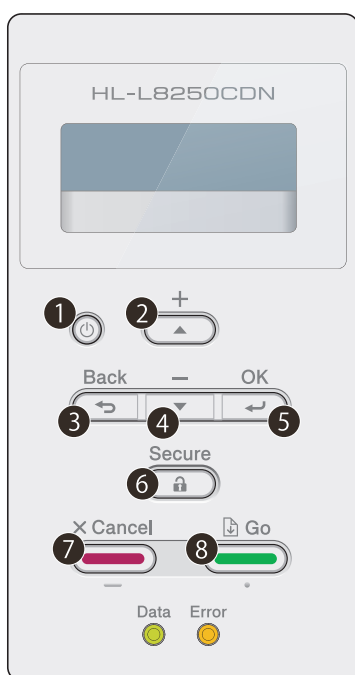 HL-L8250CDN
+
1 2
Back — OK
3 4 5
Secure
6
× Cancel Go
7 8
Data Error